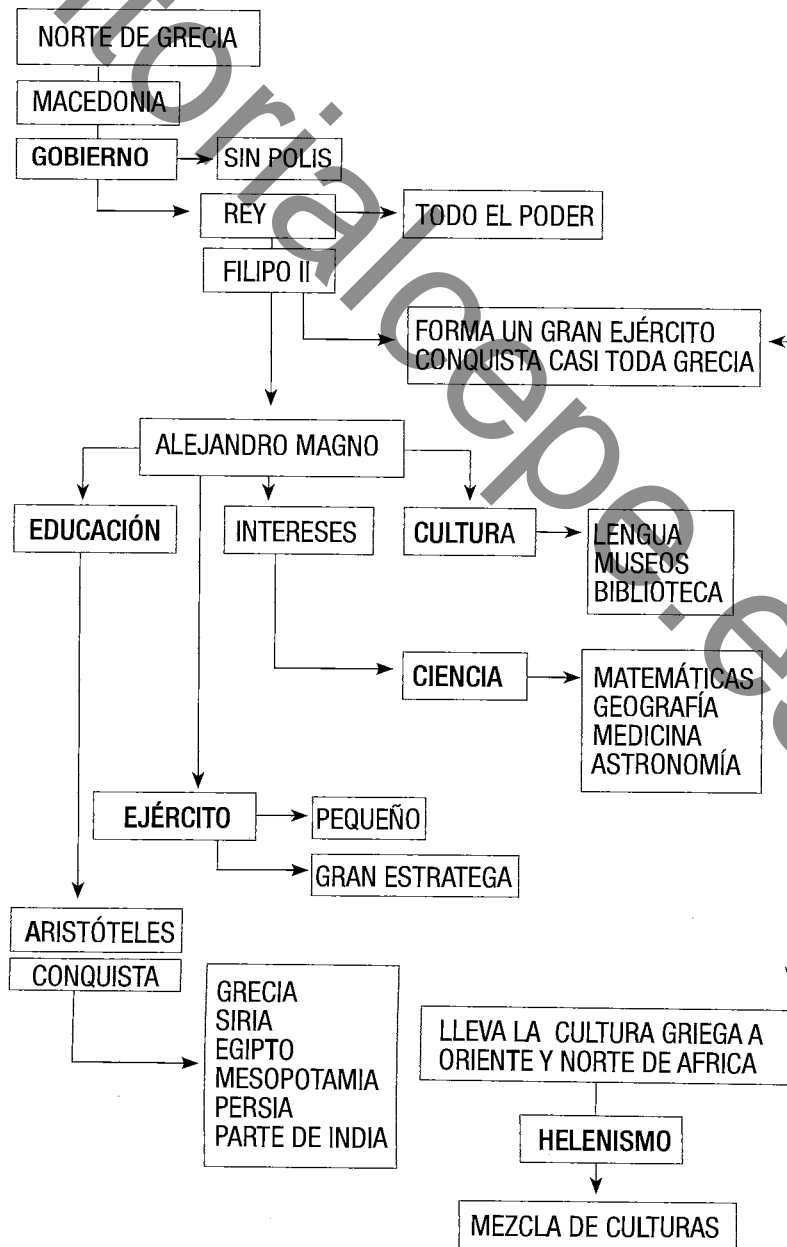 NORTE DE GRECIA
MACEDONIA
GOBIERNO
SIN POLIS
REY
TODO EL PODER
FILIPO II
FORMA UN GRAN EJÉRCITO
CONQUISTA CASI TODA GRECIA
ALEJANDRO MAGNO
EDUCACIÓN
INTERESES
CULTURA
LENGUA
MUSEOS
BIBLIOTECA
CIENCIA
MATEMÁTICAS
GEOGRAFÍA
MEDICINA
ASTRONOMÍA
EJÉRCITO
PEQUEÑO
GRAN ESTRATEGA
ARISTÓTELES
CONQUISTA
GRECIA
SIRIA
EGIPTO
MESOPOTAMIA
PERSIA
PARTE DE INDIA
LLEVA LA CULTURA GRIEGA A
ORIENTE Y NORTE DE AFRICA
HELENISMO
MEZCLA DE CULTURAS
itorialcepe.es